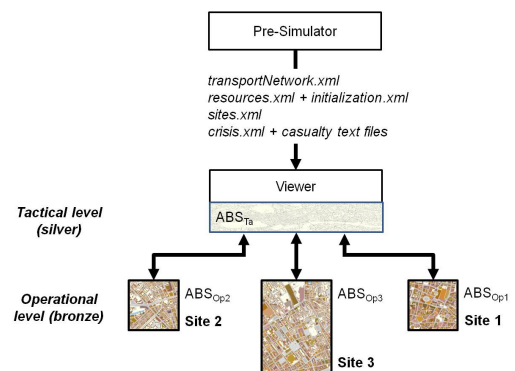 Pre-Simulator
transportNetwork.xml
resources.xml + initialization.xml
sites.xml
crisis.xml + casualty text files
Viewer
Tactical level
(silver)
ABSTa
Operational
level (bronze)
ABSOp2
Site 2
ABSOp3
Site 3
ABSOp1
Site 1